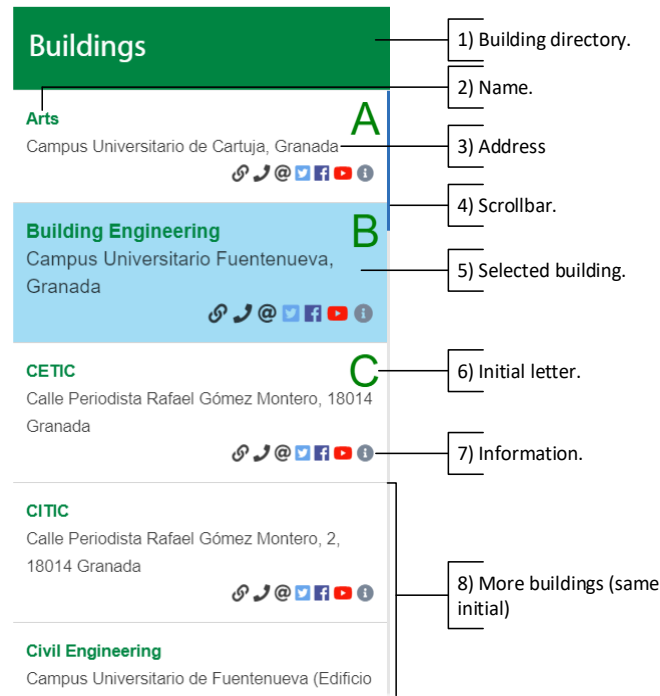 Buildings
1) Building directory.
2) Name.
Arts
A
Campus Universitario de Cartuja, Granada
3) Address
4) Scrollbar.
Building Engineering
B
Campus Universitario Fuentenueva,
Granada
5) Selected building.
CETIC
C
6) Initial letter.
Calle Periodista Rafael Gómez Montero, 18014
Granada
7) Information.
CITIC
Calle Periodista Rafael Gómez Montero, 2,
18014 Granada
8) More buildings (same
initial)
Civil Engineering
Campus Universitario de Fuentenueva (Edificio